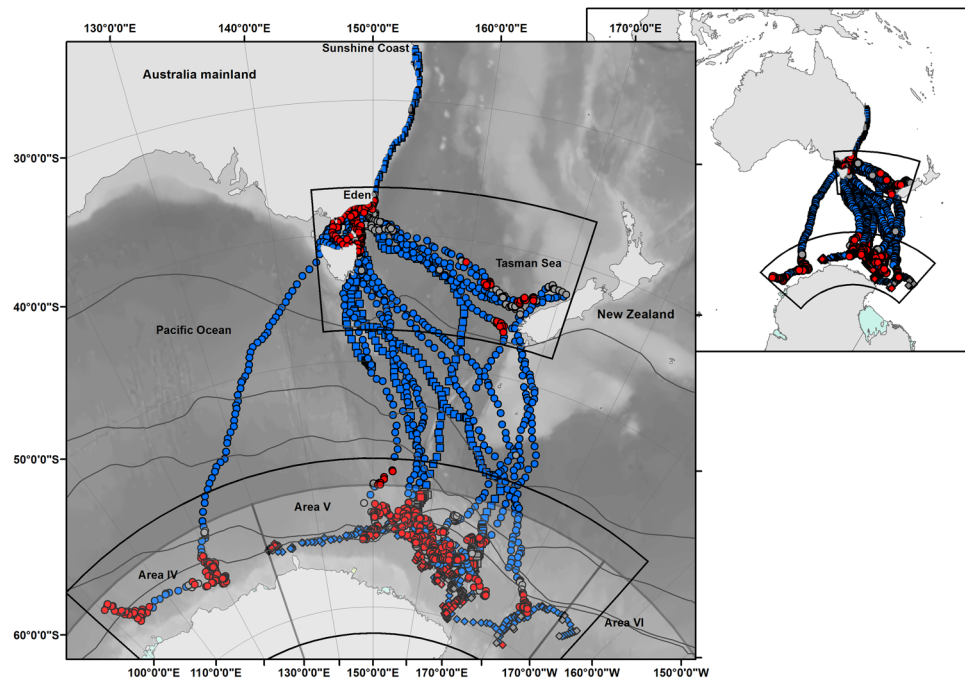 130°0'0"E 140°0'0"E 150°0'0"E 160°0'0"E 170°0'0"E
Sunshine Coast
Australia mainland
30°0'0"S
Eden
Tasman Sea
40°0'0"S
New Zealand
Pacific Ocean
50°0'0"S
Area V
Area IV
Area VI
60°0'0"S
100°0'0"E 110°0'0"E 150°0'0"E 170°0'0"E 170°0'0"W 160°0'0"W 150°0'0"W